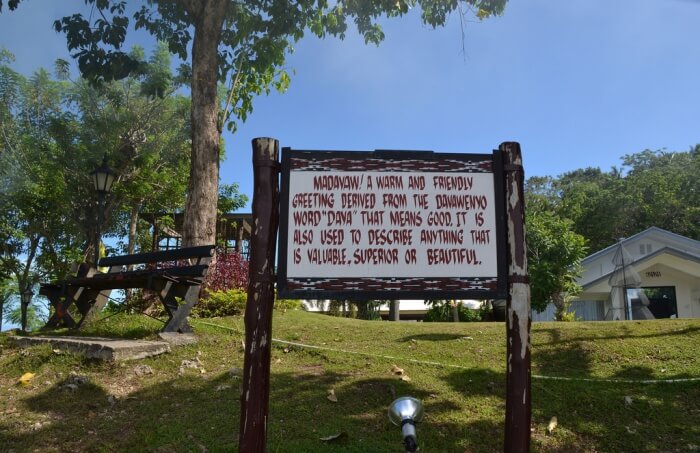 MADAYAW! A WARM AND FRIENDLY
GREETING DERIVED FROM THE DAVAWENYO
WORD "DAYA" THAT MEANS GOOD. IT IS
ALSO USED TO DESCRIBE ANYTHING THAT
IS VALUABLE, SUPERIOR OR BEAUTIFUL.